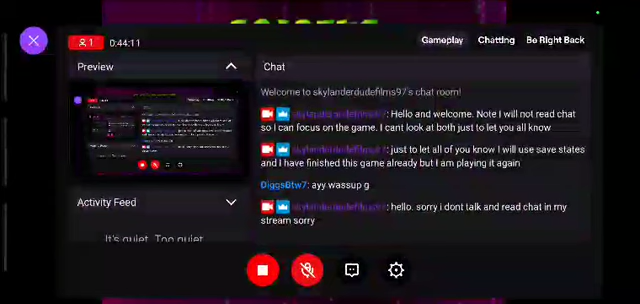 1 0:44:11 Gameplay Chatting Be Right Back
Preview
Chat
Welcome to skylanderdudefilms97's chat room!
skylanderdudefilms97: Hello and welcome. Note I will not read chat
so I can focus on the game. I cant look at both just to let you all know
skylanderdudefilms97: just to let all of you know I will use save states
and I have finished this game already but I am playing it again
DiggsBtw7: ayy wassup g
skylanderdudefilms97: hello. sorry i dont talk and read chat in my
stream sorry
Activity Feed
It's quiet. Too quiet